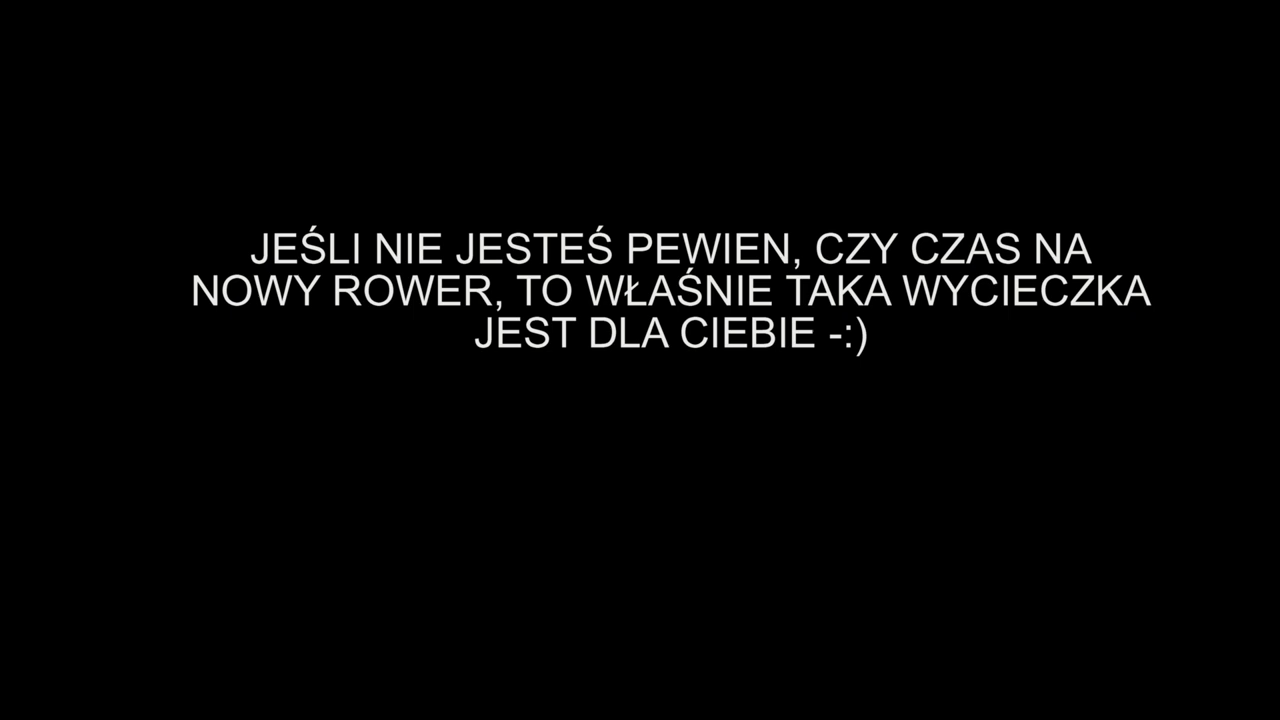 JEŚLI NIE JESTEŚ PEWIEN, CZY CZAS NA
NOWY ROWER, TO WŁAŚNIE TAKA WYCIECZKA
JEST DLA CIEBIE -:)